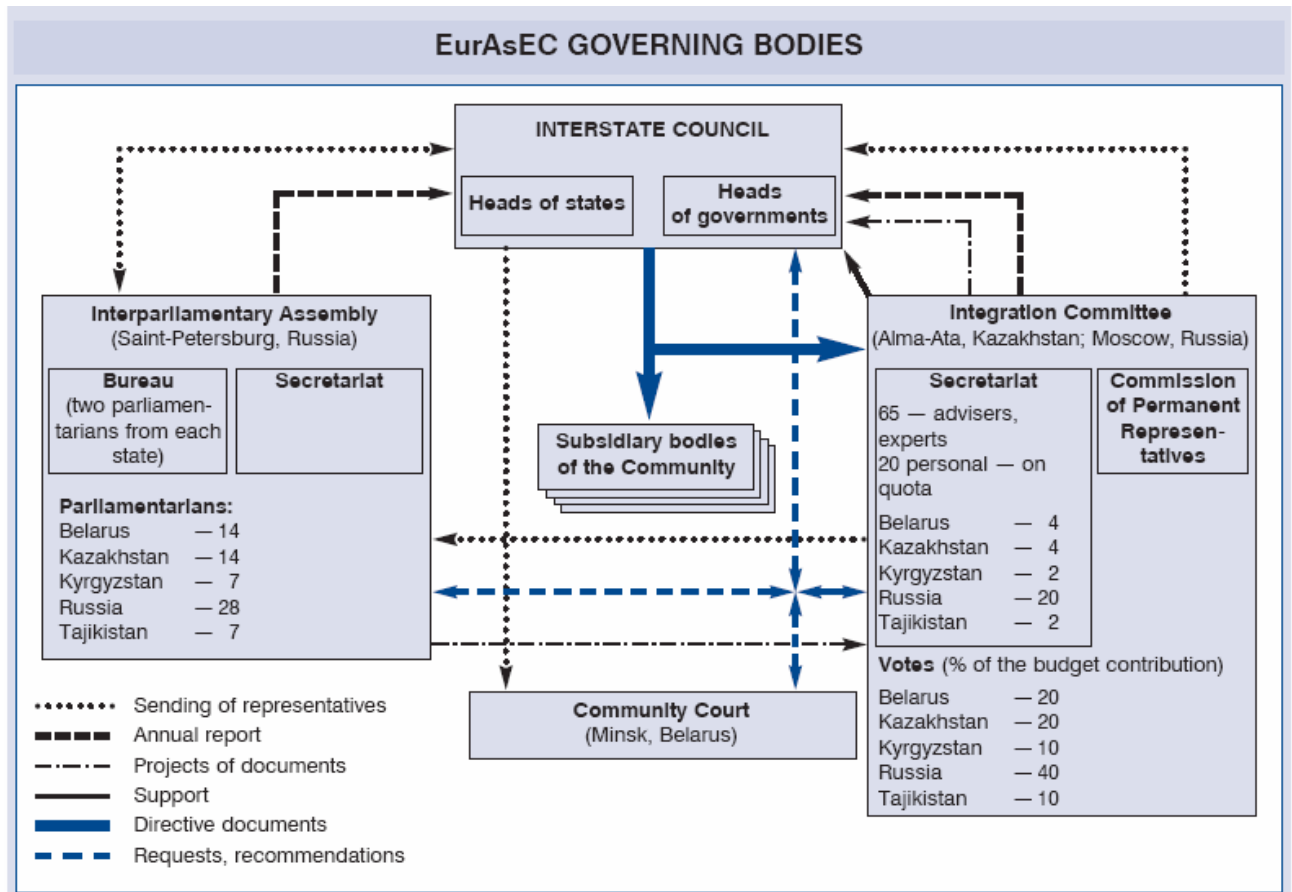 EurAsEC GOVERNING BODIES
INTERSTATE COUNCIL
Heads of states
Heads
of governments
Interparliamentary Assembly
(Saint-Petersburg, Russia)
Bureau
(two parliamen-
tarians from each
state)
Secretariat
Parliamentarians:
Belarus — 14
Kazakhstan — 14
Kyrgyzstan — 7
Russia — 28
Tajikistan — 7
Subsidiary bodies
of the Community
Integration Committee
(Alma-Ata, Kazakhstan; Moscow, Russia)
Secretariat
65 — advisers,
experts
20 personal — on
quota
Belarus — 4
Kazakhstan — 4
Kyrgyzstan — 2
Russia — 20
Tajikistan — 2
Commission
of Permanent
Represen-
tatives
Votes (% of the budget contribution)
Belarus — 20
Kazakhstan — 20
Kyrgyzstan — 10
Russia — 40
Tajikistan — 10
Community Court
(Minsk, Belarus)
Sending of representatives
Annual report
Projects of documents
Support
Directive documents
Requests, recommendations